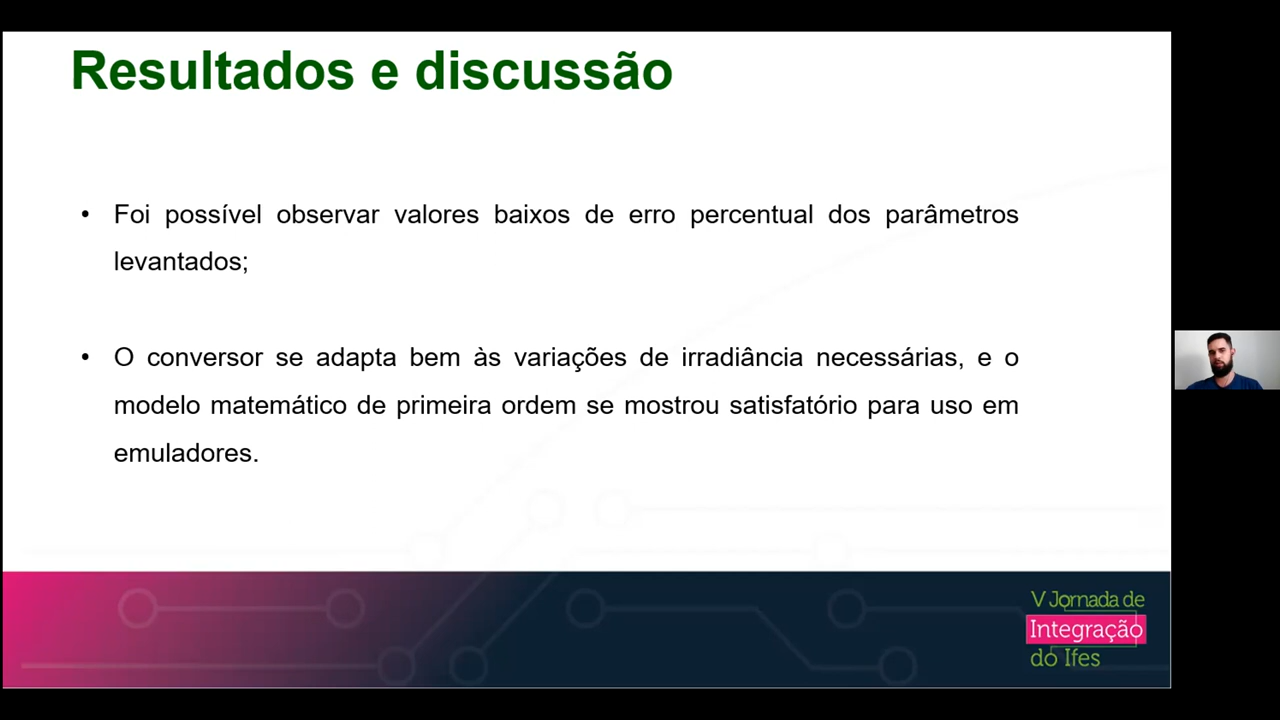 Resultados e discussão
• Foi possível observar valores baixos de erro percentual dos parâmetros
levantados;
• O conversor se adapta bem às variações de irradiância necessárias, e o
modelo matemático de primeira ordem se mostrou satisfatório para uso em
emuladores.
V Jornada de
Integração
do Ifes